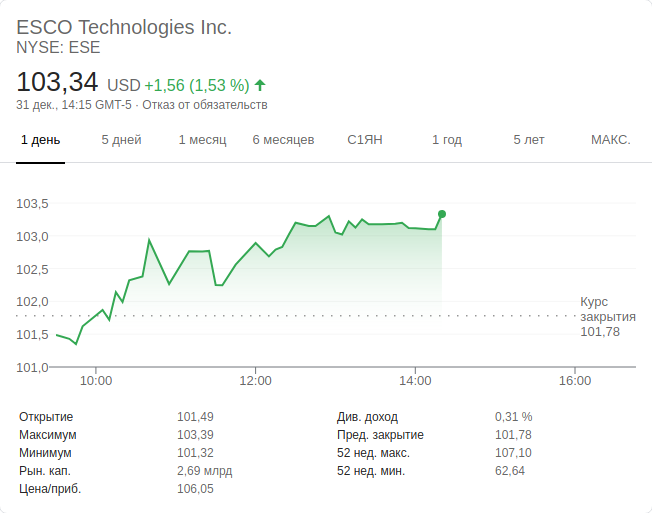 ESCO Technologies Inc.
NYSE: ESE
103,34 USD +1,56 (1,53 %)
31 дек., 14:15 GMT-5 · Отказ от обязательств
1 день 5 дней 1 месяц 6 месяцев С1ЯН 1 год 5 лет МАКС.
103,5
103,0
102,5
102,0
101,5
101,0
Курс
закрытия
101,78
10:00 12:00 14:00 16:00
Открытие 101,49 Див. доход 0,31 %
Максимум 103,39 Пред. закрытие 101,78
Минимум 101,32 52 нед. макс. 107,10
Рын. кап. 2,69 млрд 52 нед. мин. 62,64
Цена/приб. 106,05